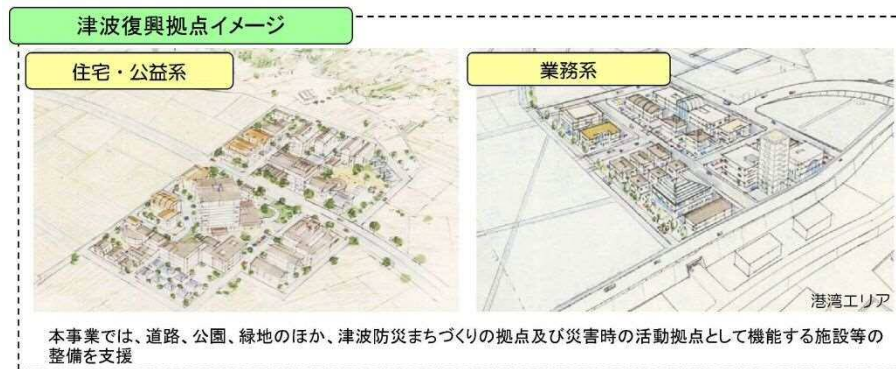 津波復興拠点イメージ
住宅・公益系
業務系
港湾エリア
本事業では、道路、公園、緑地のほか、津波防災まちづくりの拠点及び災害時の活動拠点として機能する施設等の
整備を支援